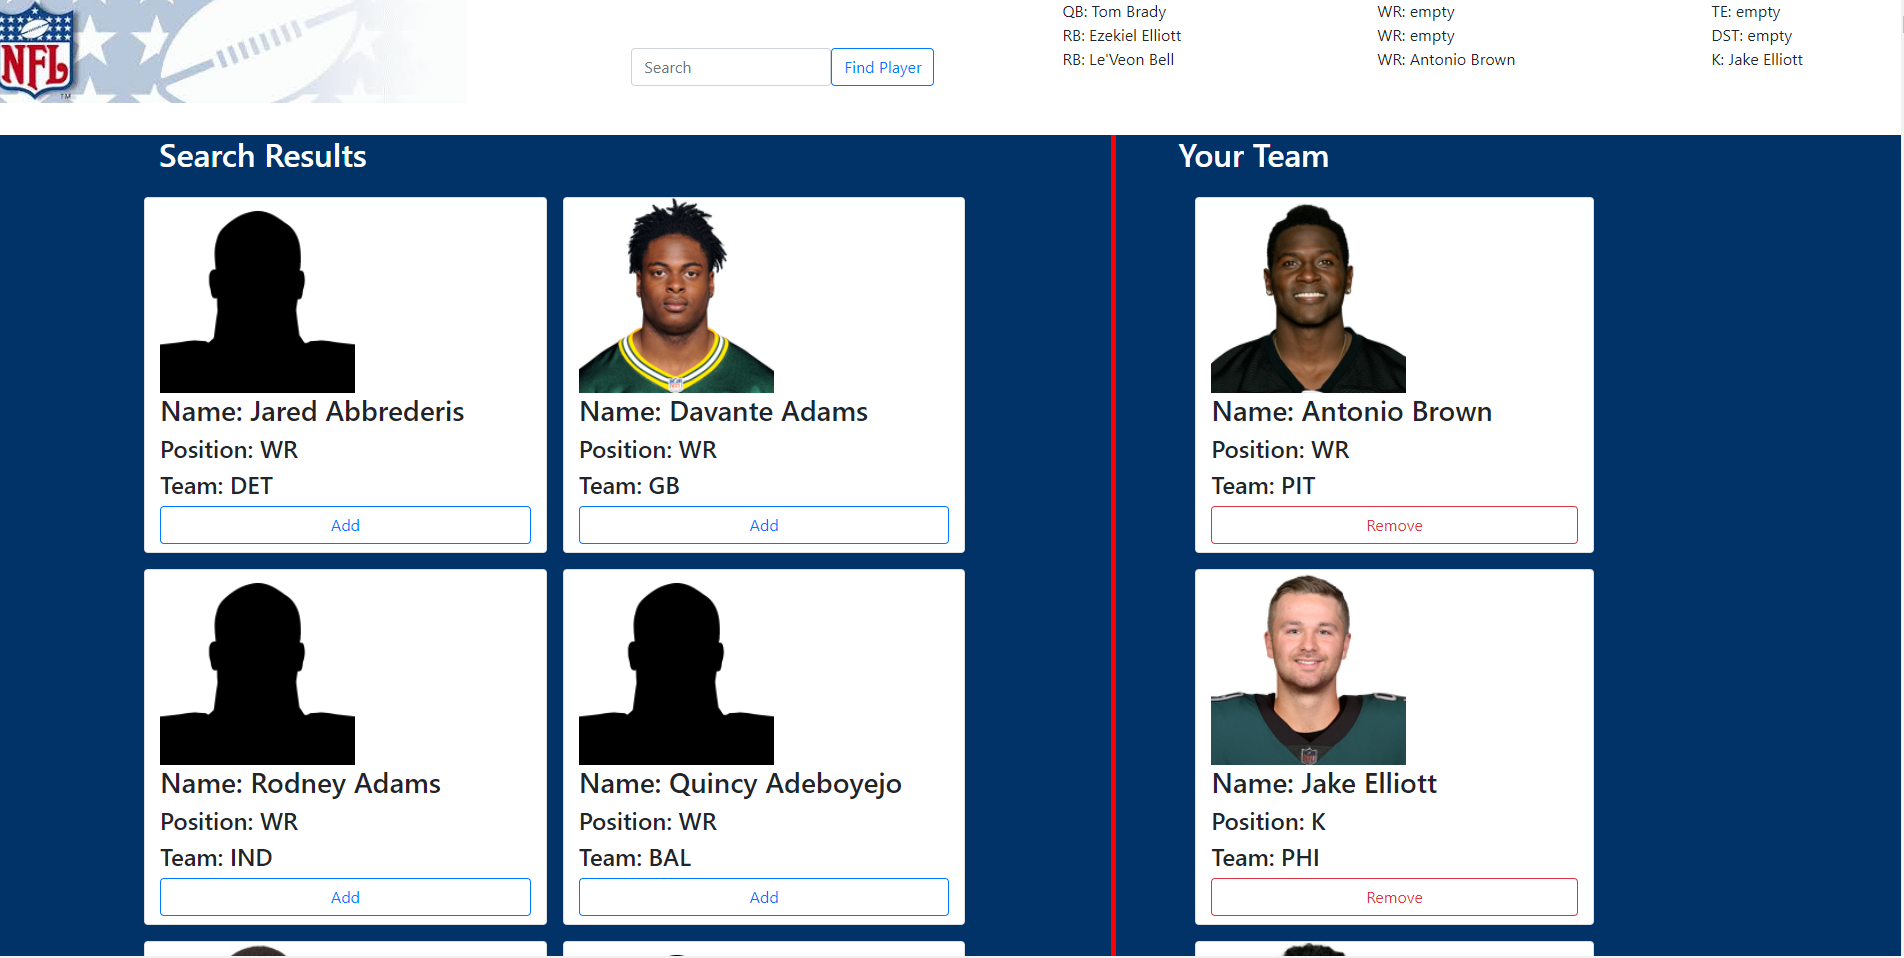 NFL
TM
Search
Find Player
QB: Tom Brady
RB: Ezekiel Elliott
RB: Le'Veon Bell
WR: empty
WR: empty
WR: Antonio Brown
TE: empty
DST: empty
K: Jake Elliott
Search Results
Name: Jared Abbrederis
Position: WR
Team: DET
Add
Name: Davante Adams
Position: WR
Team: GB
Add
Name: Rodney Adams
Position: WR
Team: IND
Add
Name: Quincy Adeboyejo
Position: WR
Team: BAL
Add
Your Team
Name: Antonio Brown
Position: WR
Team: PIT
Remove
Name: Jake Elliott
Position: K
Team: PHI
Remove